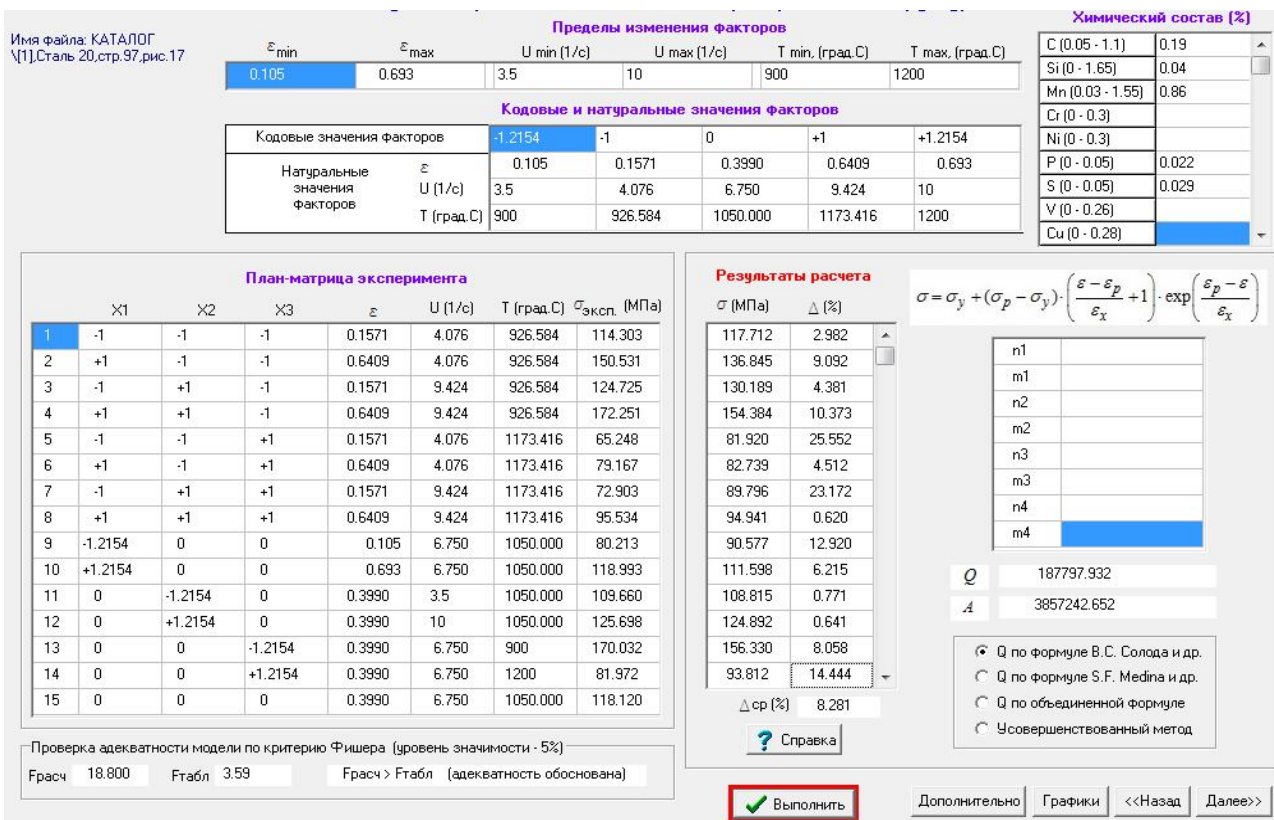 Пределы изменения факторов
Химический состав (%)
Имя файла: КАТАЛОГ
\[1],Сталь 20,стр.97,рис.17
εmin εmax U min (1/c) U max (1/c) T min, (град.С) T max, (град.С)
0.105 0.693 3.5 10 900 1200
C (0.05 - 1.1) 0.19
Si (0 - 1.65) 0.04
Mn (0.03 - 1.55) 0.86
Cr (0 - 0.3)
Ni (0 - 0.3)
P (0 - 0.05) 0.022
S (0 - 0.05) 0.029
V (0 - 0.26)
Cu (0 - 0.28)
Кодовые и натуральные значения факторов
Кодовые значения факторов -1.2154 -1 0 +1 +1.2154
Натуральные значения факторов
ε 0.105 0.1571 0.3990 0.6409 0.693
U (1/c) 3.5 4.076 6.750 9.424 10
T (град.С) 900 926.584 1050.000 1173.416 1200
План-матрица эксперимента
X1 X2 X3 ε U (1/c) T (град.С) σэксп. (МПа)
1 -1 -1 -1 0.1571 4.076 926.584 114.303
2 +1 -1 -1 0.6409 4.076 926.584 150.531
3 -1 +1 -1 0.1571 9.424 926.584 124.725
4 +1 +1 -1 0.6409 9.424 926.584 172.251
5 -1 -1 +1 0.1571 4.076 1173.416 65.248
6 +1 -1 +1 0.6409 4.076 1173.416 79.167
7 -1 +1 +1 0.1571 9.424 1173.416 72.903
8 +1 +1 +1 0.6409 9.424 1173.416 95.534
9 -1.2154 0 0 0.105 6.750 1050.000 80.213
10 +1.2154 0 0 0.693 6.750 1050.000 118.993
11 0 -1.2154 0 0.3990 3.5 1050.000 109.660
12 0 +1.2154 0 0.3990 10 1050.000 125.698
13 0 0 -1.2154 0.3990 6.750 900 170.032
14 0 0 +1.2154 0.3990 6.750 1200 81.972
15 0 0 0 0.3990 6.750 1050.000 118.120
Проверка адекватности модели по критерию Фишера (уровень значимости - 5%)
Fрасч 18.800 Fтабл 3.59 Fрасч > Fтабл (адекватность обоснована)
Результаты расчета
σ (МПа) Δ (%)
117.712 2.982
136.845 9.092
130.189 4.381
154.384 10.373
81.920 25.552
82.739 4.512
89.796 23.172
94.941 0.620
90.577 12.920
111.598 6.215
108.815 0.771
124.892 0.641
156.330 8.058
93.812 14.444
Δ ср (%) 8.281
? Справка
σ = σy + (σp − σy) · ((ε − εp)/εx + 1) · exp((εp − ε)/εx)
n1
m1
n2
m2
n3
m3
n4
m4
Q 187797.932
A 3857242.652
Q по формуле В.С. Солода и др.
Q по формуле S.F. Medina и др.
Q по объединенной формуле
Усовершенствованный метод
Выполнить
Дополнительно Графики <<Назад Далее>>